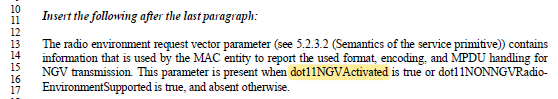 10
11 Insert the following after the last paragraph:
12
13 The radio environment request vector parameter (see 5.2.3.2 (Semantics of the service primitive)) contains
14 information that is used by the MAC entity to report the used format, encoding, and MPDU handling for
15 NGV transmission. This parameter is present when dot11NGVActivated is true or dot11NONNGVRadio-
16 EnvironmentSupported is true, and absent otherwise.
17